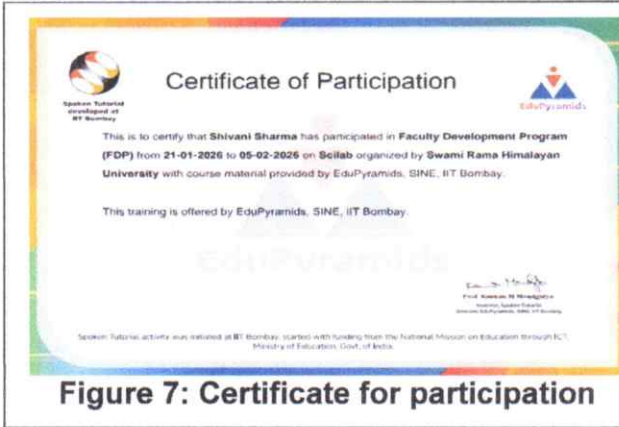 Certificate of Participation
Spoken Tutorial
developed at
IIT Bombay
EduPyramids
This is to certify that Shivani Sharma has participated in Faculty Development Program
(FDP) from 21-01-2026 to 05-02-2026 on Scilab organized by Swami Rama Himalayan
University with course material provided by EduPyramids, SINE, IIT Bombay.
This training is offered by EduPyramids, SINE, IIT Bombay.
EduPyramids
Prof. Kannan M Moudgalya
Spoken Tutorial activity was initiated at IIT Bombay, started with funding from the National Mission on Education through ICT,
Ministry of Education, Govt. of India.
Figure 7: Certificate for participation